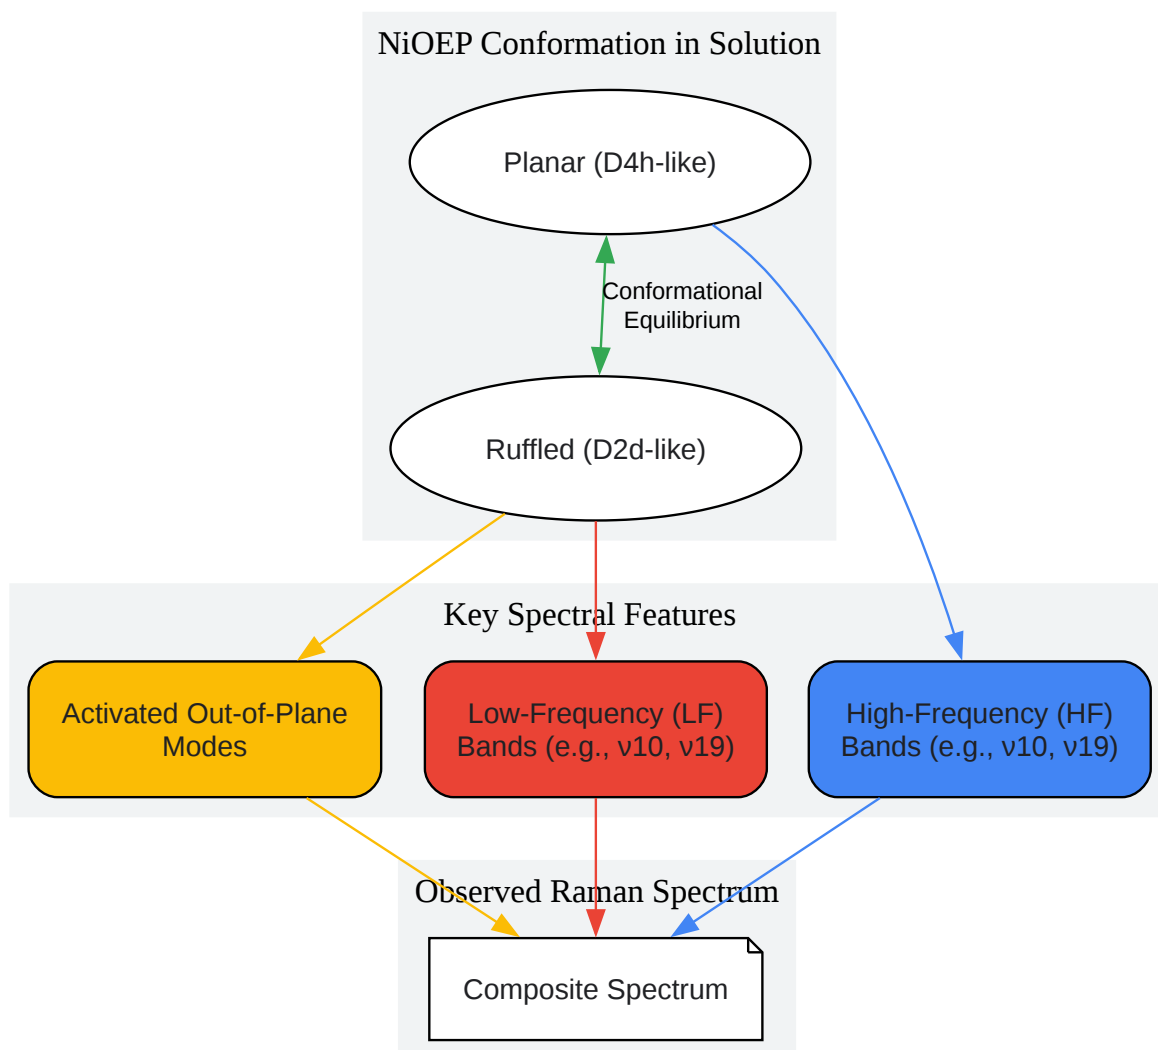 NiOEP Conformation in Solution
Planar (D4h-like)
Conformational
Equilibrium
Ruffled (D2d-like)
Key Spectral Features
Activated Out-of-Plane
Modes
Low-Frequency (LF)
Bands (e.g., ν10, ν19)
High-Frequency (HF)
Bands (e.g., ν10, ν19)
Observed Raman Spectrum
Composite Spectrum